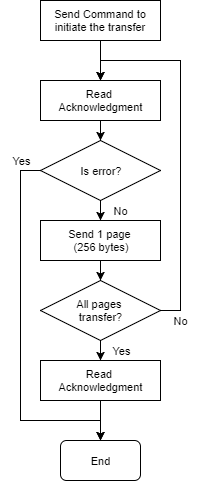 Send Command to
initiate the transfer
Read
Acknowledgment
Yes
Is error?
No
Send 1 page
(256 bytes)
All pages
transfer?
No
Yes
Read
Acknowledgment
End